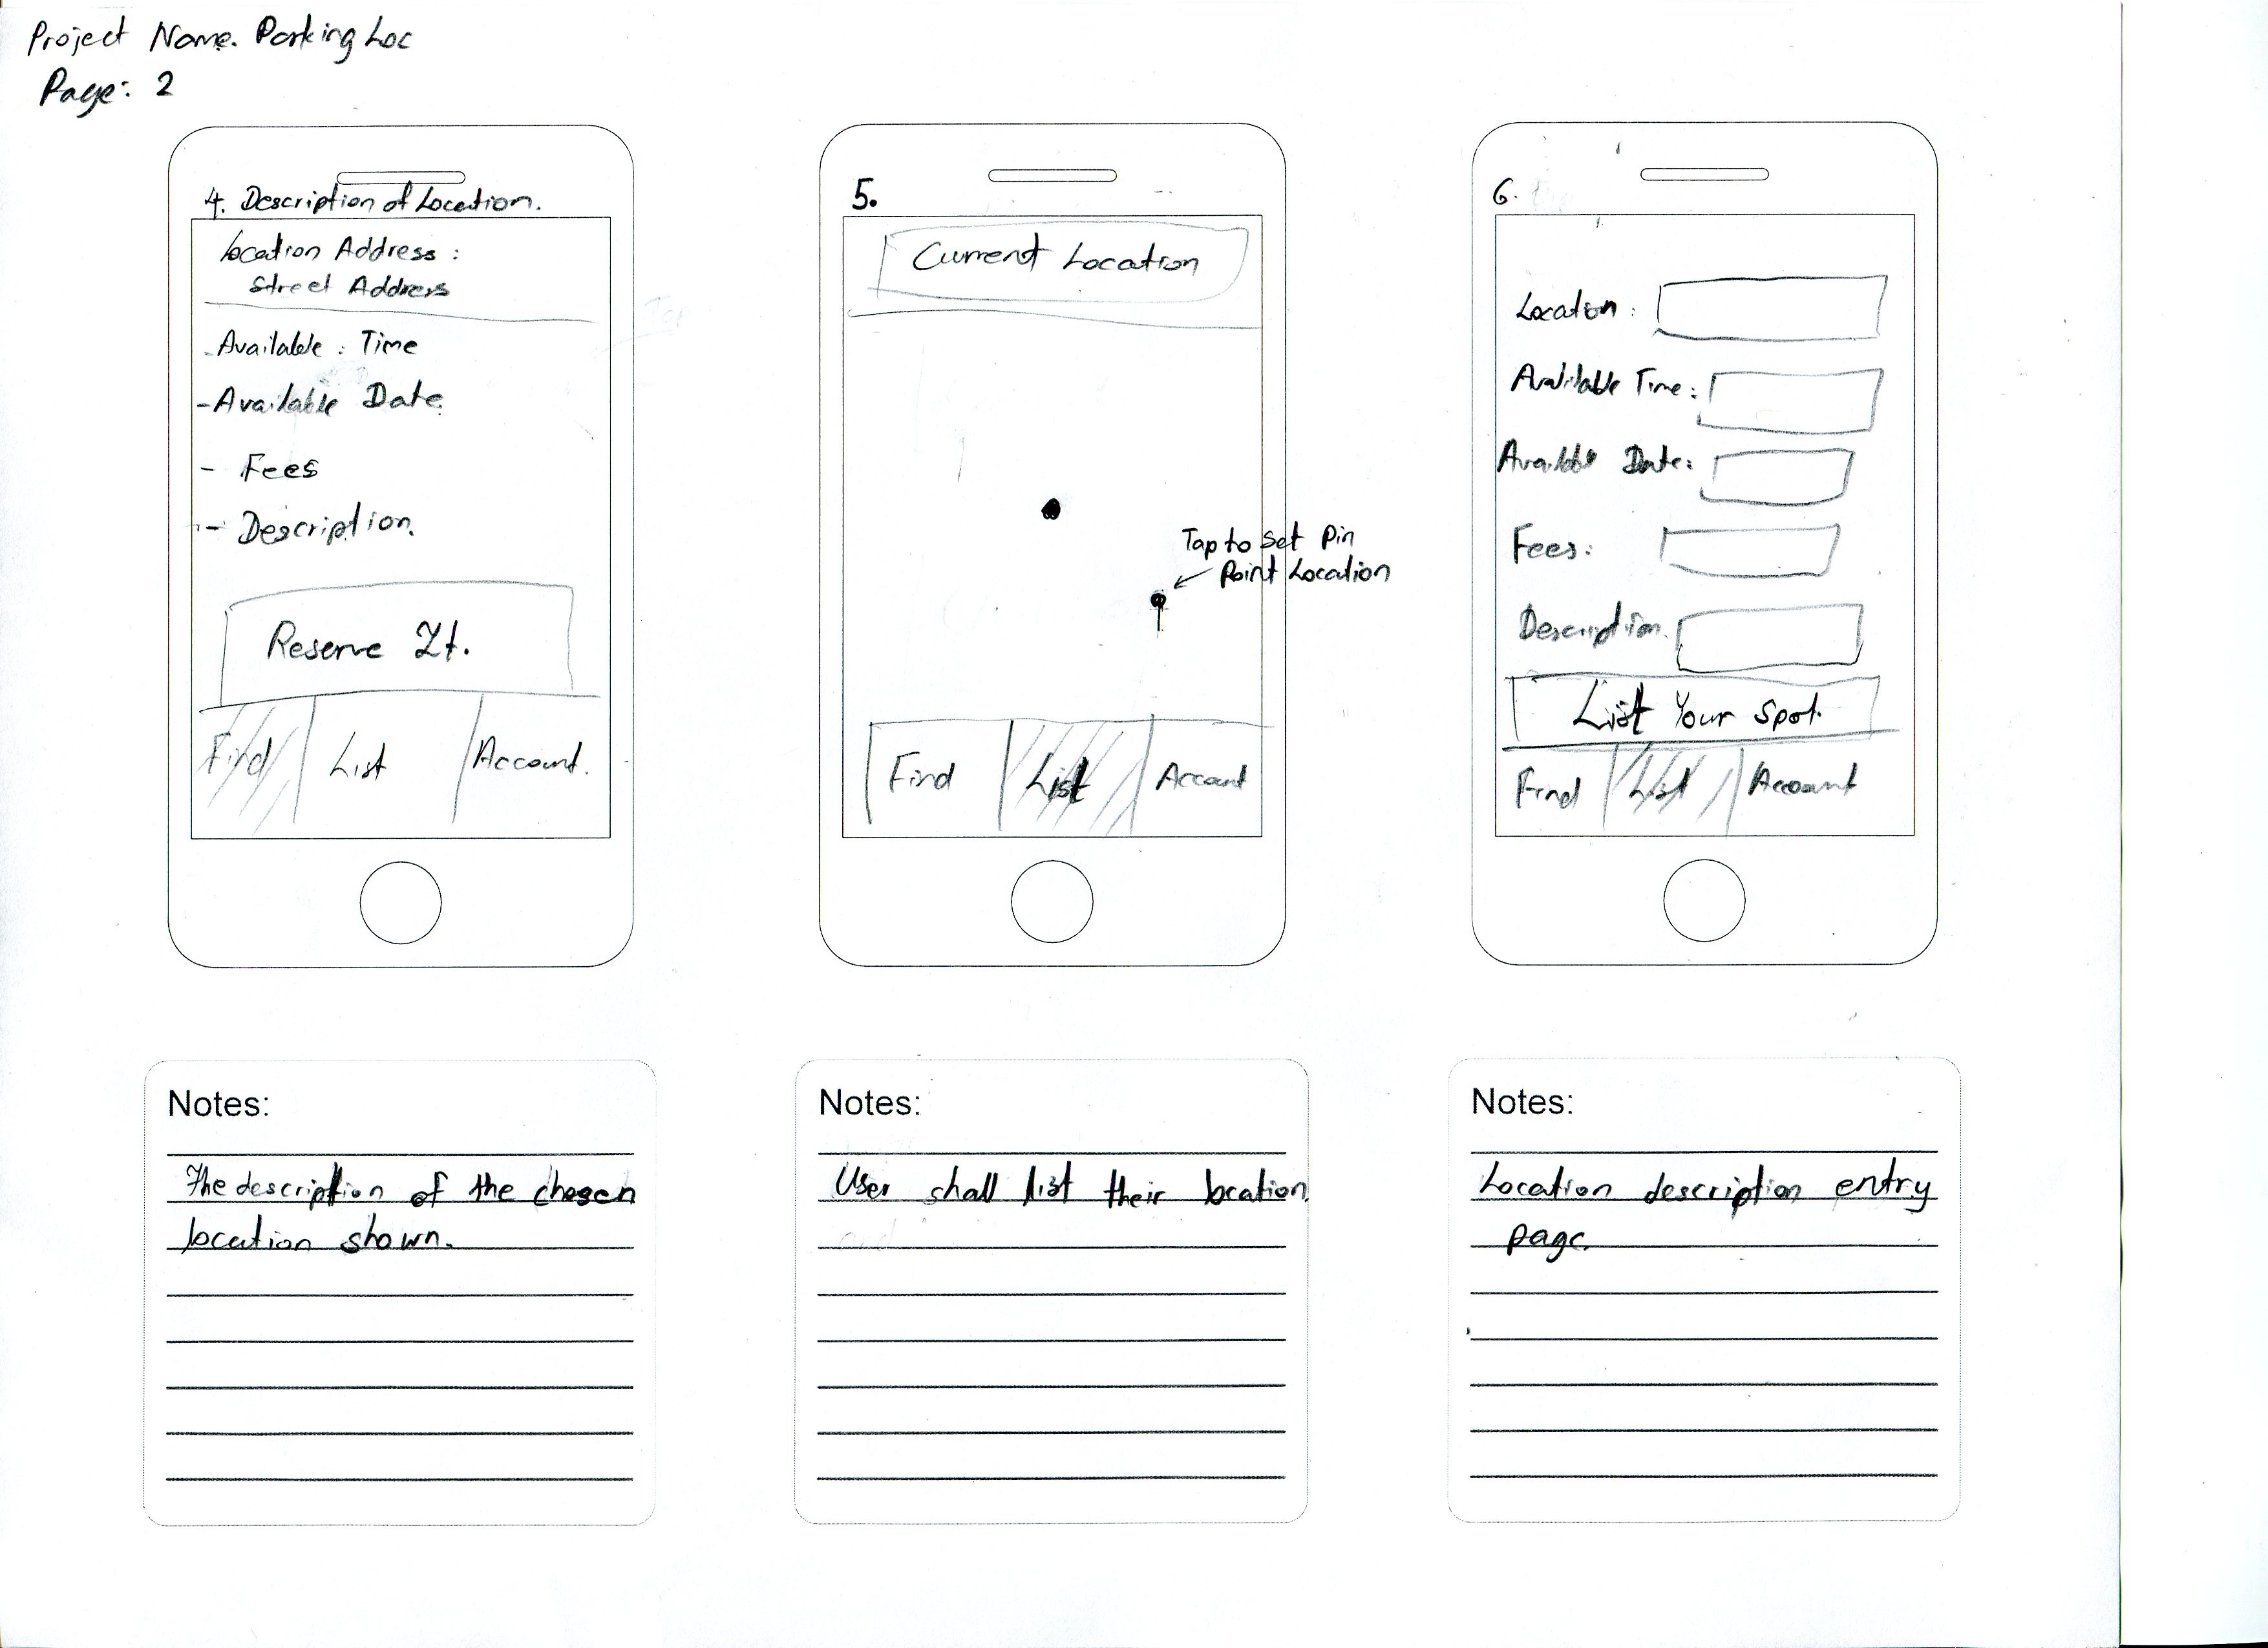 Project Name. Parking Loc
Page: 2
4. Description of Location.
Location Address :
Street Address
- Available : Time
- Available Date
- Fees
- Description.
Reserve It.
Find List Account.
5.
Current Location
Tap to set Pin
Point Location
Find List Account
6.
Location :
Available Time :
Available Date:
Fees:
Description.
List Your Spot.
Find List Account
Notes:
The description of the chosen
location shown.
Notes:
User shall list their location
Notes:
Location description entry
page.